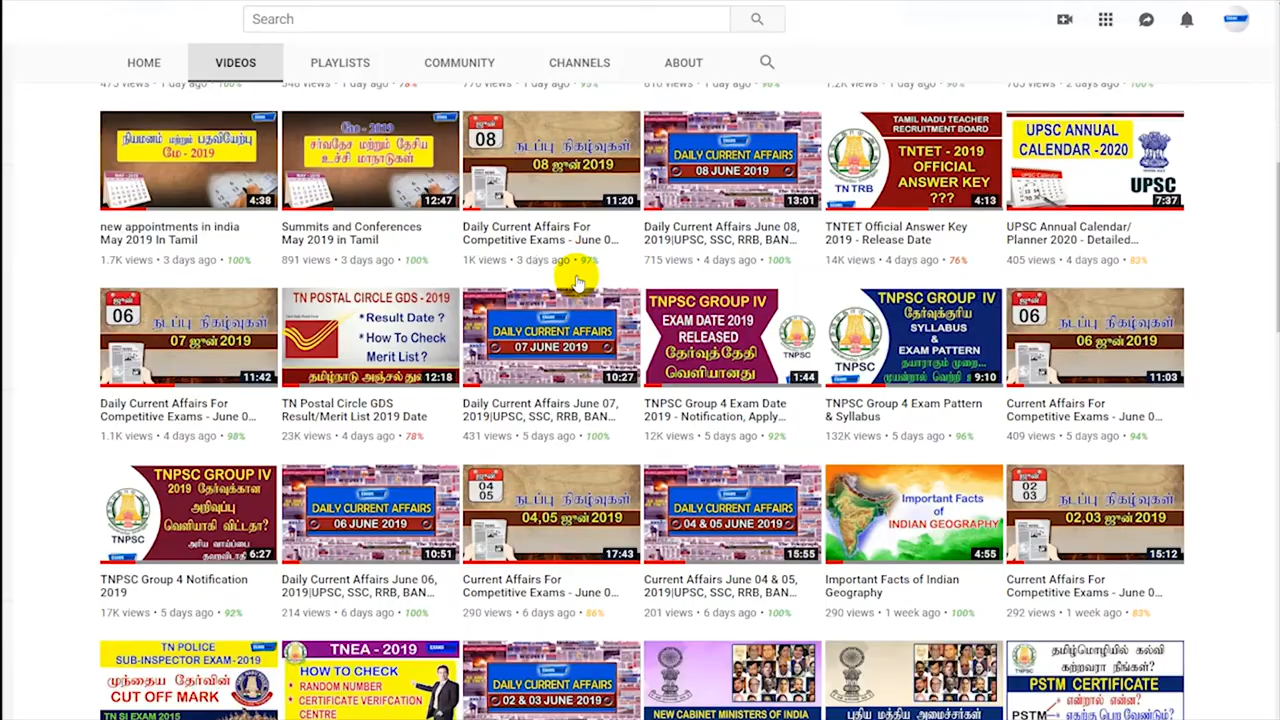 Search
HOME VIDEOS PLAYLISTS COMMUNITY CHANNELS ABOUT
நியமனம் மற்றும் பதவியேற்பு
மே - 2019
4:38
new appointments in india
May 2019 In Tamil
1.7K views • 3 days ago • 100%
மே - 2019
சர்வதேச மற்றும் தேசிய
உச்சி மாநாடுகள்
12:47
Summits and Conferences
May 2019 in Tamil
891 views • 3 days ago • 100%
ஜூன்
08
நடப்பு நிகழ்வுகள்
08 ஜூன் 2019
11:20
Daily Current Affairs For
Competitive Exams - June 0...
1K views • 3 days ago • 97%
DAILY CURRENT AFFAIRS
08 JUNE 2019
13:01
Daily Current Affairs June 08,
2019|UPSC, SSC, RRB, BAN...
715 views • 4 days ago • 100%
TAMIL NADU TEACHER
RECRUITMENT BOARD
TNTET - 2019
OFFICIAL
ANSWER KEY
???
TN TRB
4:13
TNTET Official Answer Key
2019 - Release Date
14K views • 4 days ago • 76%
UPSC ANNUAL
CALENDAR -2020
UPSC
7:37
UPSC Annual Calendar/
Planner 2020 - Detailed...
405 views • 4 days ago • 83%
ஜூன்
06
நடப்பு நிகழ்வுகள்
07 ஜூன் 2019
11:42
Daily Current Affairs For
Competitive Exams - June 0...
1.1K views • 4 days ago • 98%
TN POSTAL CIRCLE GDS - 2019
*Result Date ?
*How To Check
Merit List ?
தமிழ்நாடு அஞ்சல் துறை
12:18
TN Postal Circle GDS
Result/Merit List 2019 Date
23K views • 4 days ago • 78%
DAILY CURRENT AFFAIRS
07 JUNE 2019
10:27
Daily Current Affairs June 07,
2019|UPSC, SSC, RRB, BAN...
431 views • 5 days ago • 100%
TNPSC GROUP IV
EXAM DATE 2019
RELEASED
தேர்வுத்தேதி
வெளியானது
TNPSC
1:44
TNPSC Group 4 Exam Date
2019 - Notification, Apply...
12K views • 5 days ago • 92%
TNPSC GROUP IV
தேர்வுக்குரிய
SYLLABUS
&
EXAM PATTERN
TNPSC
9:10
TNPSC Group 4 Exam Pattern
& Syllabus
132K views • 5 days ago • 96%
ஜூன்
06
நடப்பு நிகழ்வுகள்
06 ஜூன் 2019
11:03
Current Affairs For
Competitive Exams - June 0...
409 views • 5 days ago • 94%
TNPSC GROUP IV
2019 தேர்வுக்கான
அறிவிப்பு
வெளியாகி விட்டதா?
TNPSC
6:27
TNPSC Group 4 Notification
2019
17K views • 5 days ago • 92%
DAILY CURRENT AFFAIRS
06 JUNE 2019
10:51
Daily Current Affairs June 06,
2019|UPSC, SSC, RRB, BAN...
214 views • 6 days ago • 100%
ஜூன்
04
05
நடப்பு நிகழ்வுகள்
04,05 ஜூன் 2019
17:43
Current Affairs For
Competitive Exams - June 0...
290 views • 6 days ago • 86%
DAILY CURRENT AFFAIRS
04 & 05 JUNE 2019
15:55
Current Affairs June 04 & 05,
2019|UPSC, SSC, RRB, BAN...
201 views • 6 days ago • 100%
Important Facts
of
INDIAN GEOGRAPHY
4:55
Important Facts of Indian
Geography
290 views • 1 week ago • 100%
ஜூன்
02
03
நடப்பு நிகழ்வுகள்
02,03 ஜூன் 2019
15:12
Current Affairs For
Competitive Exams - June 0...
292 views • 1 week ago • 83%
TN POLICE
SUB-INSPECTOR EXAM-2019
முந்தைய தேர்வின்
CUT OFF MARK
TN SI EXAM 2015
TNEA - 2019
HOW TO CHECK
• RANDOM NUMBER
• CERTIFICATE VERIFCATION
CENTRE
DAILY CURRENT AFFAIRS
02 & 03 JUNE 2019
NEW CABINET MINISTERS OF INDIA
புதிய மத்திய அமைச்சர்கள்
தமிழ்மொழியில் கல்வி
கற்றவரா நீங்கள்?
PSTM CERTIFICATE
PSTM
என்றால் என்ன?
எதற்கு பெற வேண்டும்?